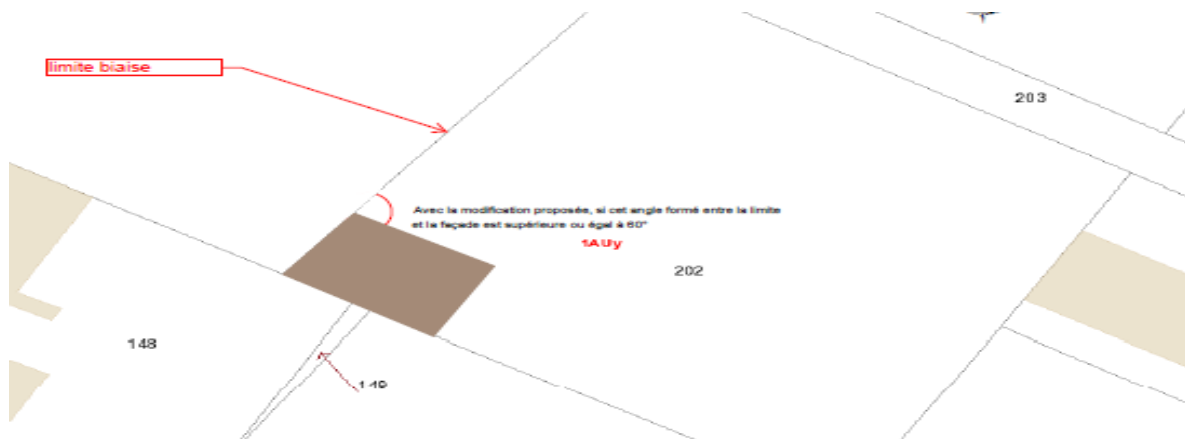 limite biaise
203
Avec la modification proposée, si cet angle formé entre la limite
et la façade est supérieure ou égal à 60°
1AUy
202
148
149